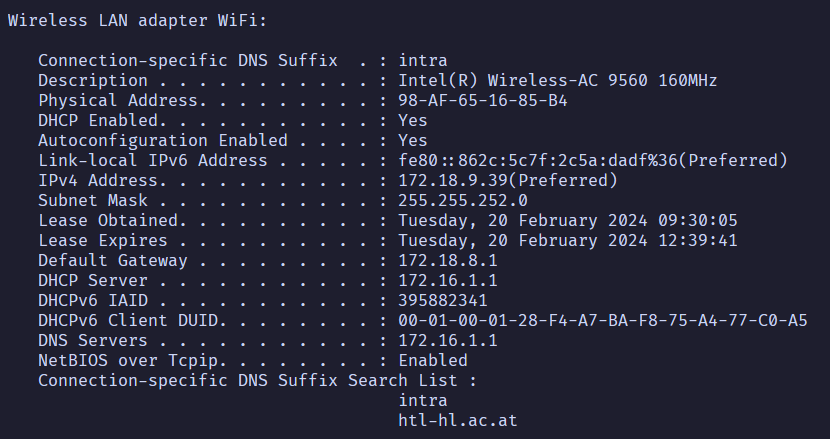 Wireless LAN adapter WiFi:
Connection-specific DNS Suffix  . : intra
Description . . . . . . . . . . . : Intel(R) Wireless-AC 9560 160MHz
Physical Address. . . . . . . . . : 98-AF-65-16-85-B4
DHCP Enabled. . . . . . . . . . . : Yes
Autoconfiguration Enabled . . . . : Yes
Link-local IPv6 Address . . . . . : fe80::862c:5c7f:2c5a:dadf%36(Preferred)
IPv4 Address. . . . . . . . . . . : 172.18.9.39(Preferred)
Subnet Mask . . . . . . . . . . . : 255.255.252.0
Lease Obtained. . . . . . . . . . : Tuesday, 20 February 2024 09:30:05
Lease Expires . . . . . . . . . . : Tuesday, 20 February 2024 12:39:41
Default Gateway . . . . . . . . . : 172.18.8.1
DHCP Server . . . . . . . . . . . : 172.16.1.1
DHCPv6 IAID . . . . . . . . . . . : 395882341
DHCPv6 Client DUID. . . . . . . . : 00-01-00-01-28-F4-A7-BA-F8-75-A4-77-C0-A5
DNS Servers . . . . . . . . . . . : 172.16.1.1
NetBIOS over Tcpip. . . . . . . . : Enabled
Connection-specific DNS Suffix Search List :
intra
htl-hl.ac.at